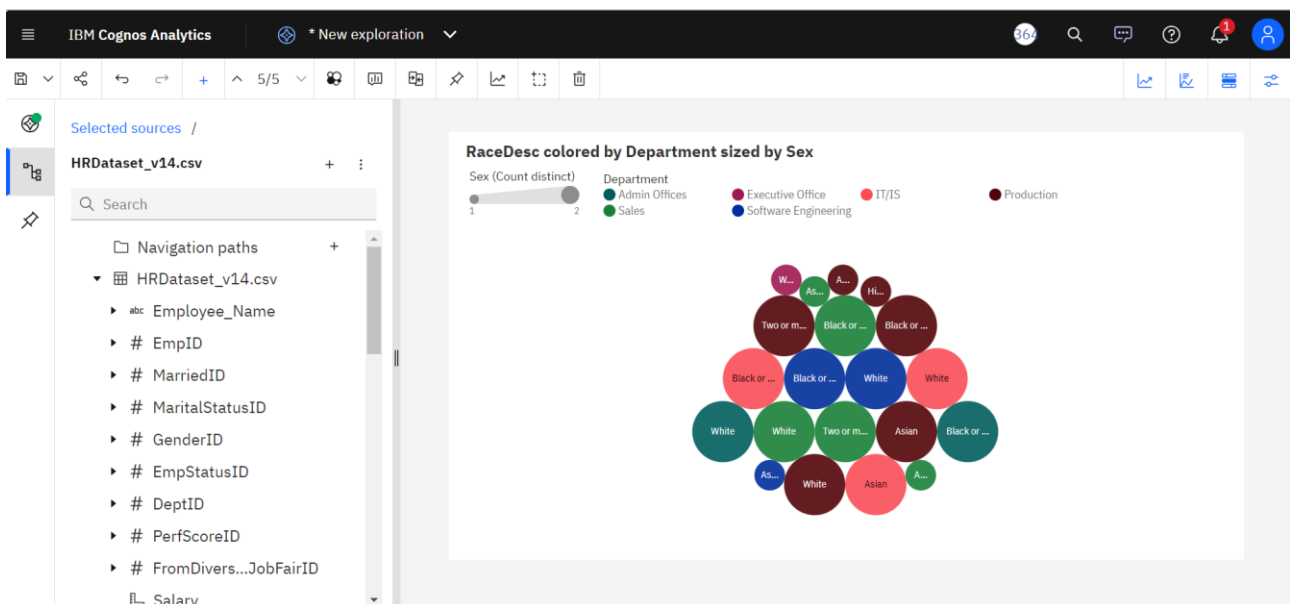 IBM Cognos Analytics
* New exploration
364
1
5/5
Selected sources /
HRDataset_v14.csv
Search
Navigation paths
HRDataset_v14.csv
abc Employee_Name
# EmpID
# MarriedID
# MaritalStatusID
# GenderID
# EmpStatusID
# DeptID
# PerfScoreID
# FromDivers...JobFairID
Salary
RaceDesc colored by Department sized by Sex
Sex (Count distinct)
1 2
Department
Admin Offices Executive Office IT/IS Production
Sales Software Engineering
W... As... A... Hi...
Two or m... Black or ... Black or ...
Black or ... Black or ... White White
White White Two or m... Asian Black or ...
As... White Asian A...